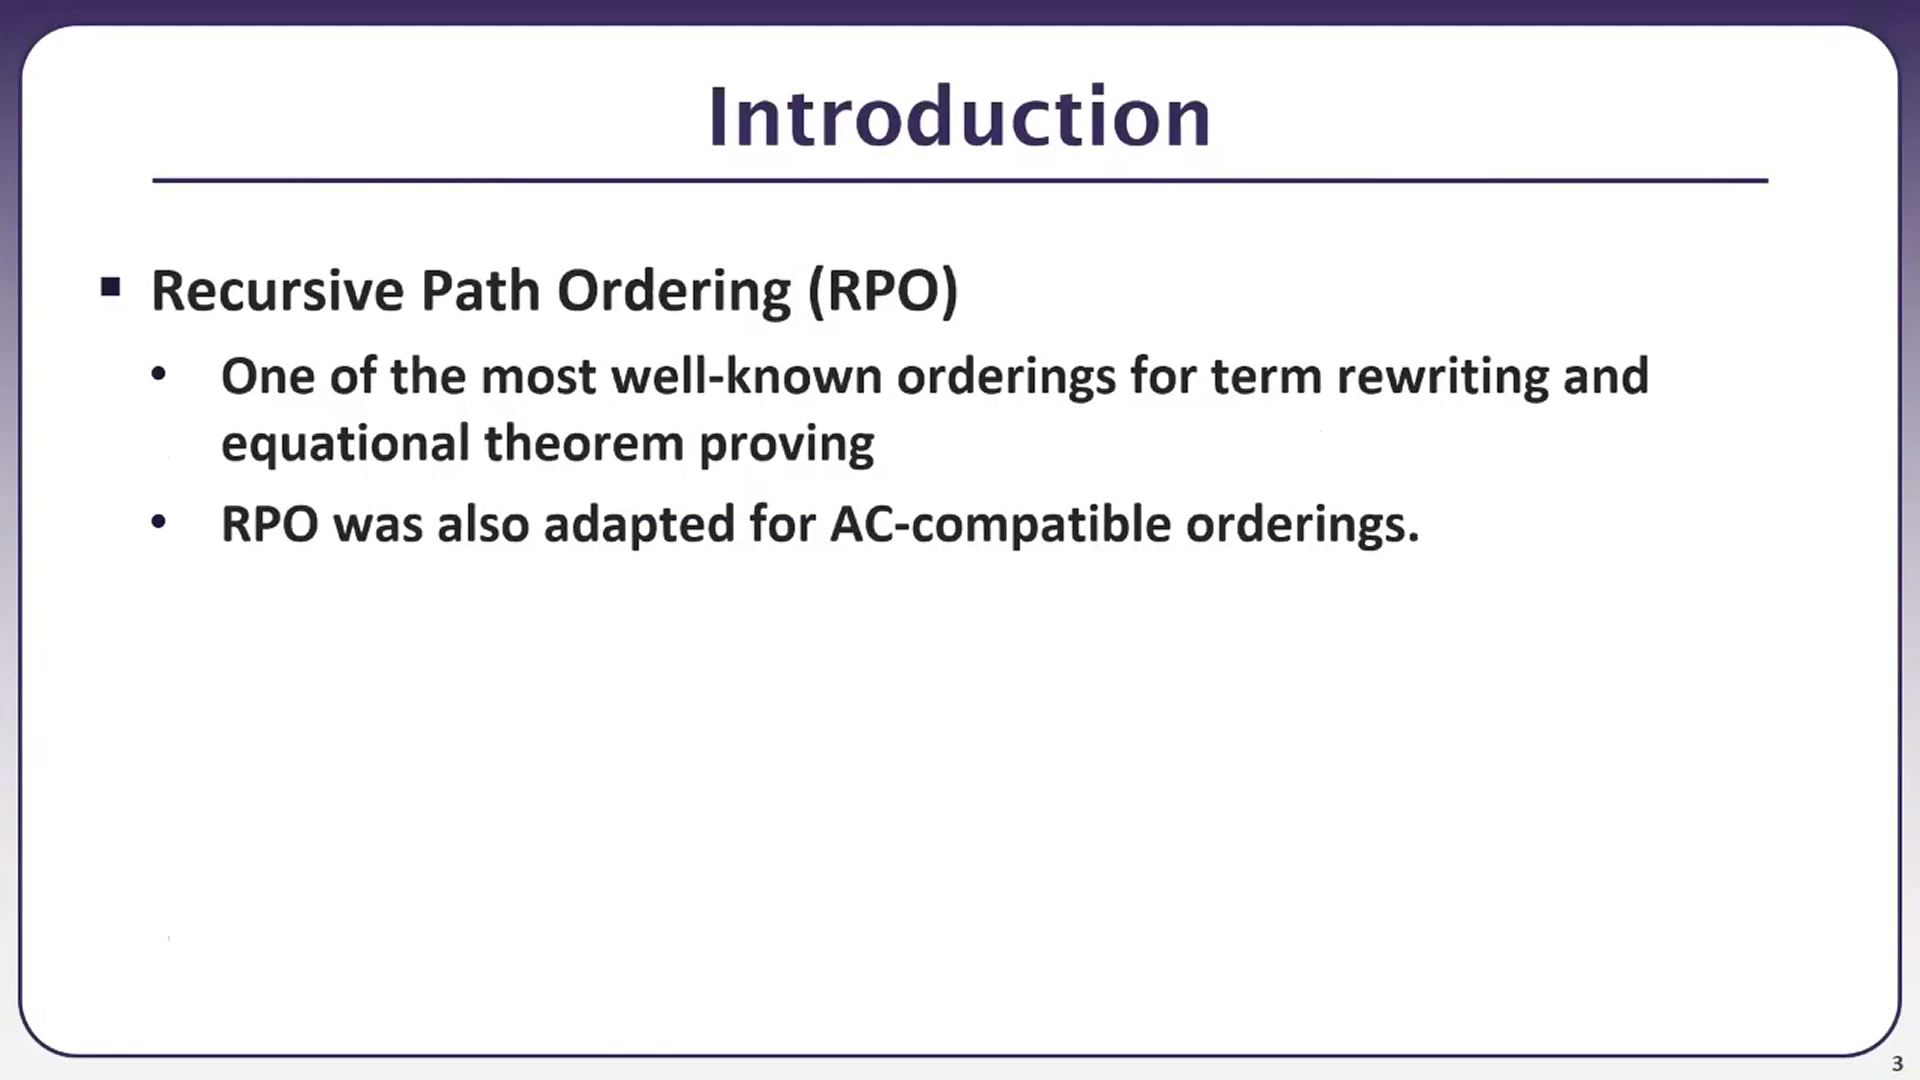 Introduction
▪ Recursive Path Ordering (RPO)
• One of the most well-known orderings for term rewriting and
equational theorem proving
• RPO was also adapted for AC-compatible orderings.
3